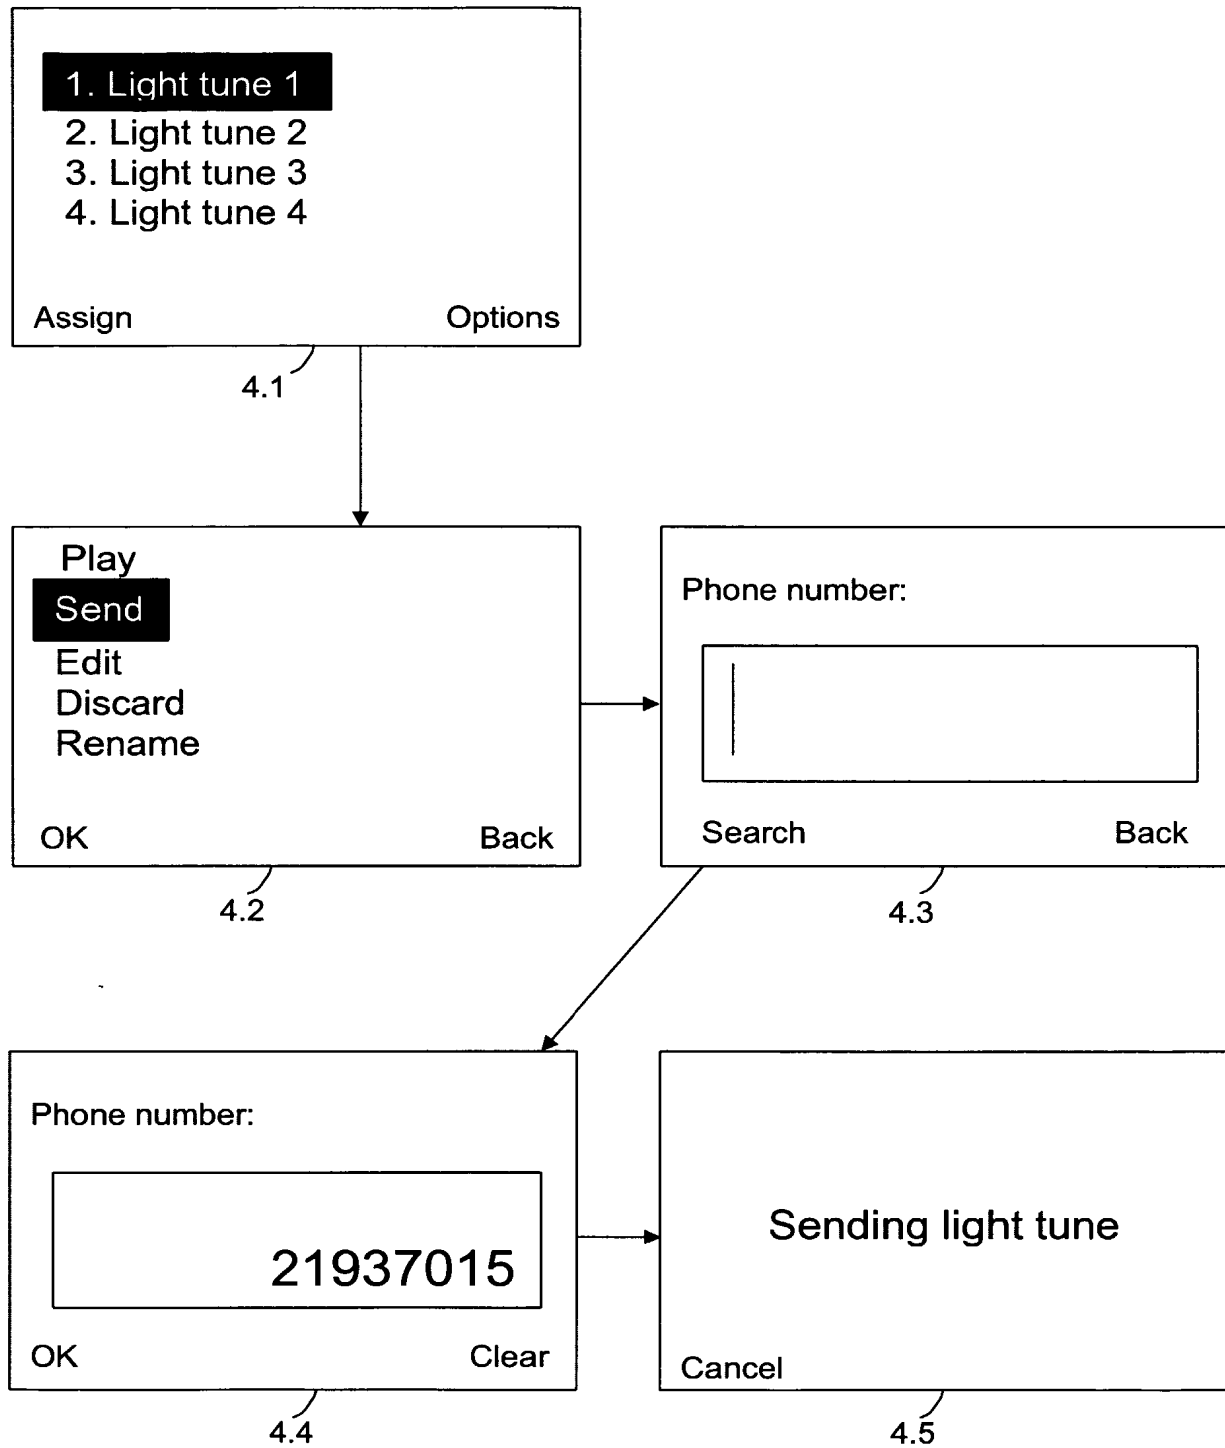 1. Light tune 1
2. Light tune 2
3. Light tune 3
4. Light tune 4
Assign Options
4.1
Play
Send
Edit
Discard
Rename
OK Back
4.2
Phone number:
Search Back
4.3
Phone number:
21937015
OK Clear
4.4
Sending light tune
Cancel
4.5